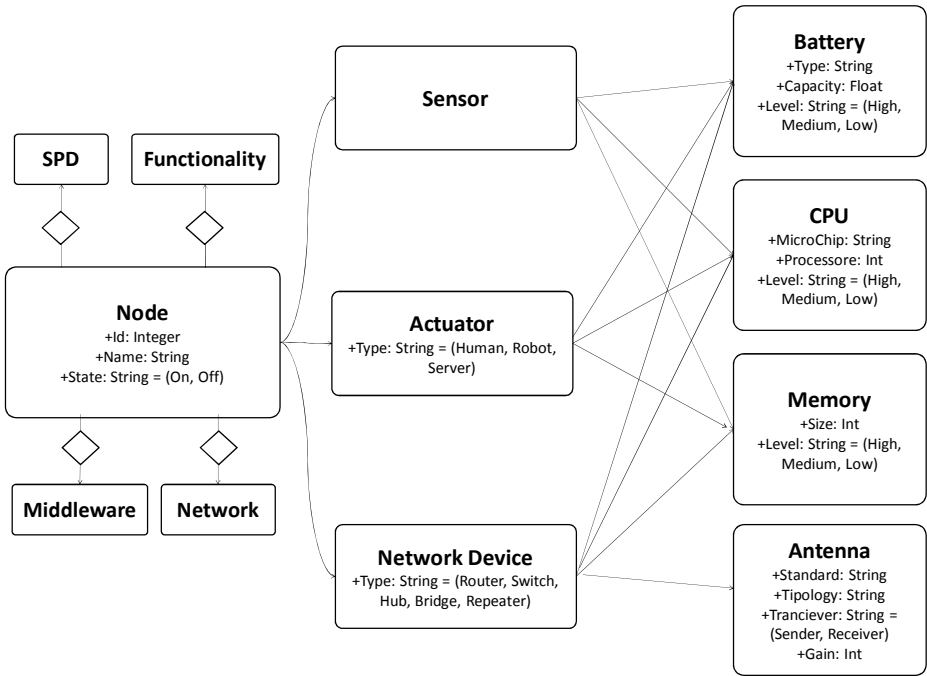 SPD
Functionality
Node
+Id: Integer
+Name: String
+State: String = (On, Off)
Middleware
Network
Sensor
Actuator
+Type: String = (Human, Robot,
Server)
Network Device
+Type: String = (Router, Switch,
Hub, Bridge, Repeater)
Battery
+Type: String
+Capacity: Float
+Level: String = (High,
Medium, Low)
CPU
+MicroChip: String
+Processore: Int
+Level: String = (High,
Medium, Low)
Memory
+Size: Int
+Level: String = (High,
Medium, Low)
Antenna
+Standard: String
+Tipology: String
+Tranciever: String =
(Sender, Receiver)
+Gain: Int